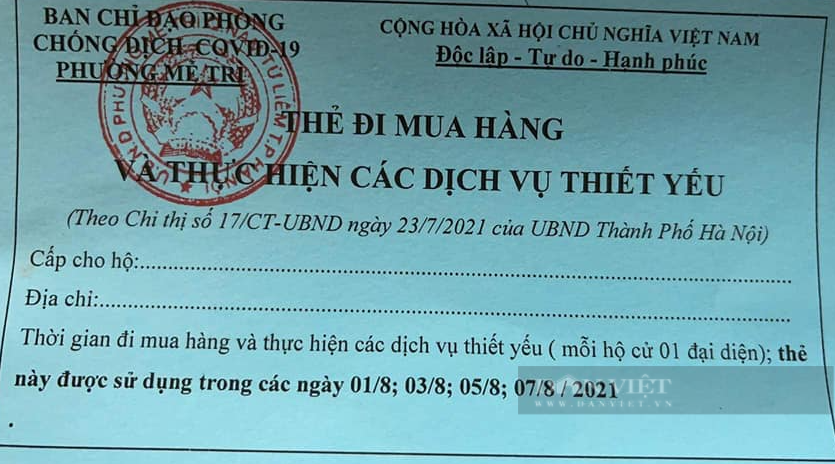 BAN CHỈ ĐẠO PHÒNG
CHỐNG DỊCH COVID-19
PHƯỜNG MỄ TRÌ
CỘNG HÒA XÃ HỘI CHỦ NGHĨA VIỆT NAM
Độc lập - Tự do - Hạnh phúc
THẺ ĐI MUA HÀNG
VÀ THỰC HIỆN CÁC DỊCH VỤ THIẾT YẾU
(Theo Chỉ thị số 17/CT-UBND ngày 23/7/2021 của UBND Thành Phố Hà Nội)
Cấp cho hộ:
Địa chỉ:
Thời gian đi mua hàng và thực hiện các dịch vụ thiết yếu ( mỗi hộ cử 01 đại diện); thẻ
này được sử dụng trong các ngày 01/8; 03/8; 05/8; 07/8 / 2021
DÂN VIỆT
WWW.DANVIET.VN